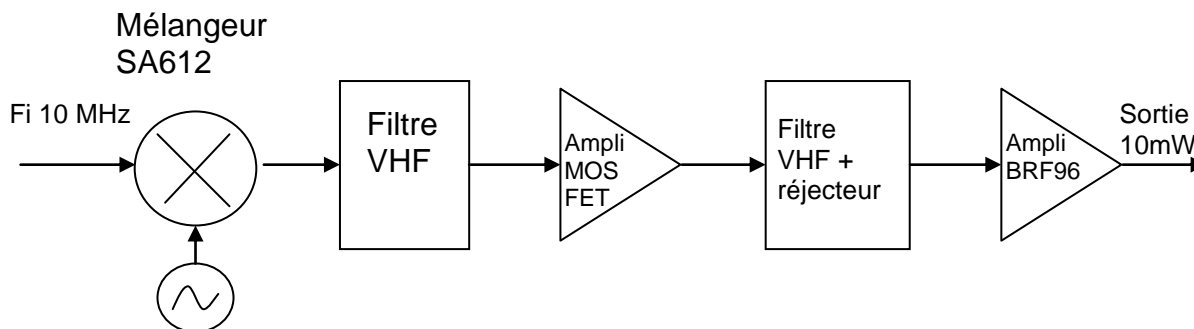 Mélangeur
SA612
Fi 10 MHz
Filtre
VHF
Ampli
MOS
FET
Filtre
VHF +
réjecteur
Ampli
BRF96
Sortie
10mW